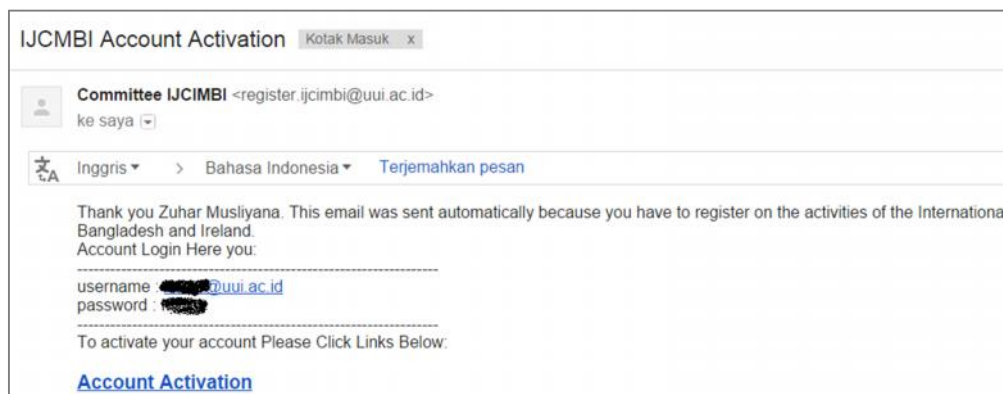 IJCMBI Account Activation Kotak Masuk x
Committee IJCIMBI <register.ijcimbi@uui.ac.id>
ke saya
Inggris > Bahasa Indonesia Terjemahkan pesan
Thank you Zuhar Musliyana. This email was sent automatically because you have to register on the activities of the Internationa
Bangladesh and Ireland.
Account Login Here you:
------------------------------------------------------------------
username : @uui.ac.id
password :
------------------------------------------------------------------
To activate your account Please Click Links Below:
Account Activation